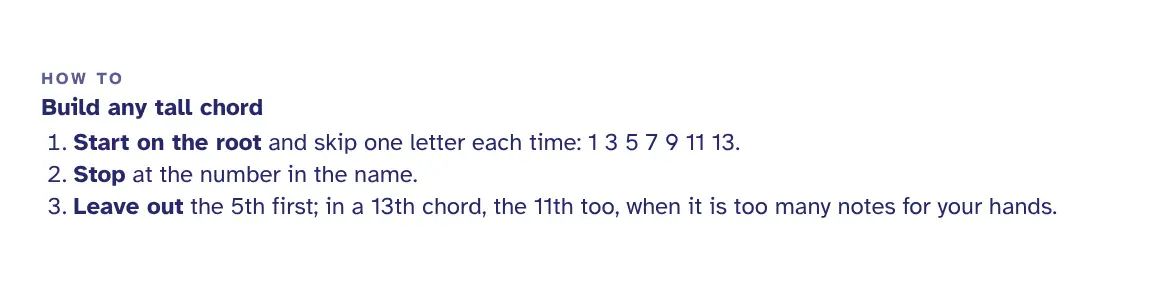 HOW TO
Build any tall chord
1. Start on the root and skip one letter each time: 1 3 5 7 9 11 13.
2. Stop at the number in the name.
3. Leave out the 5th first; in a 13th chord, the 11th too, when it is too many notes for your hands.